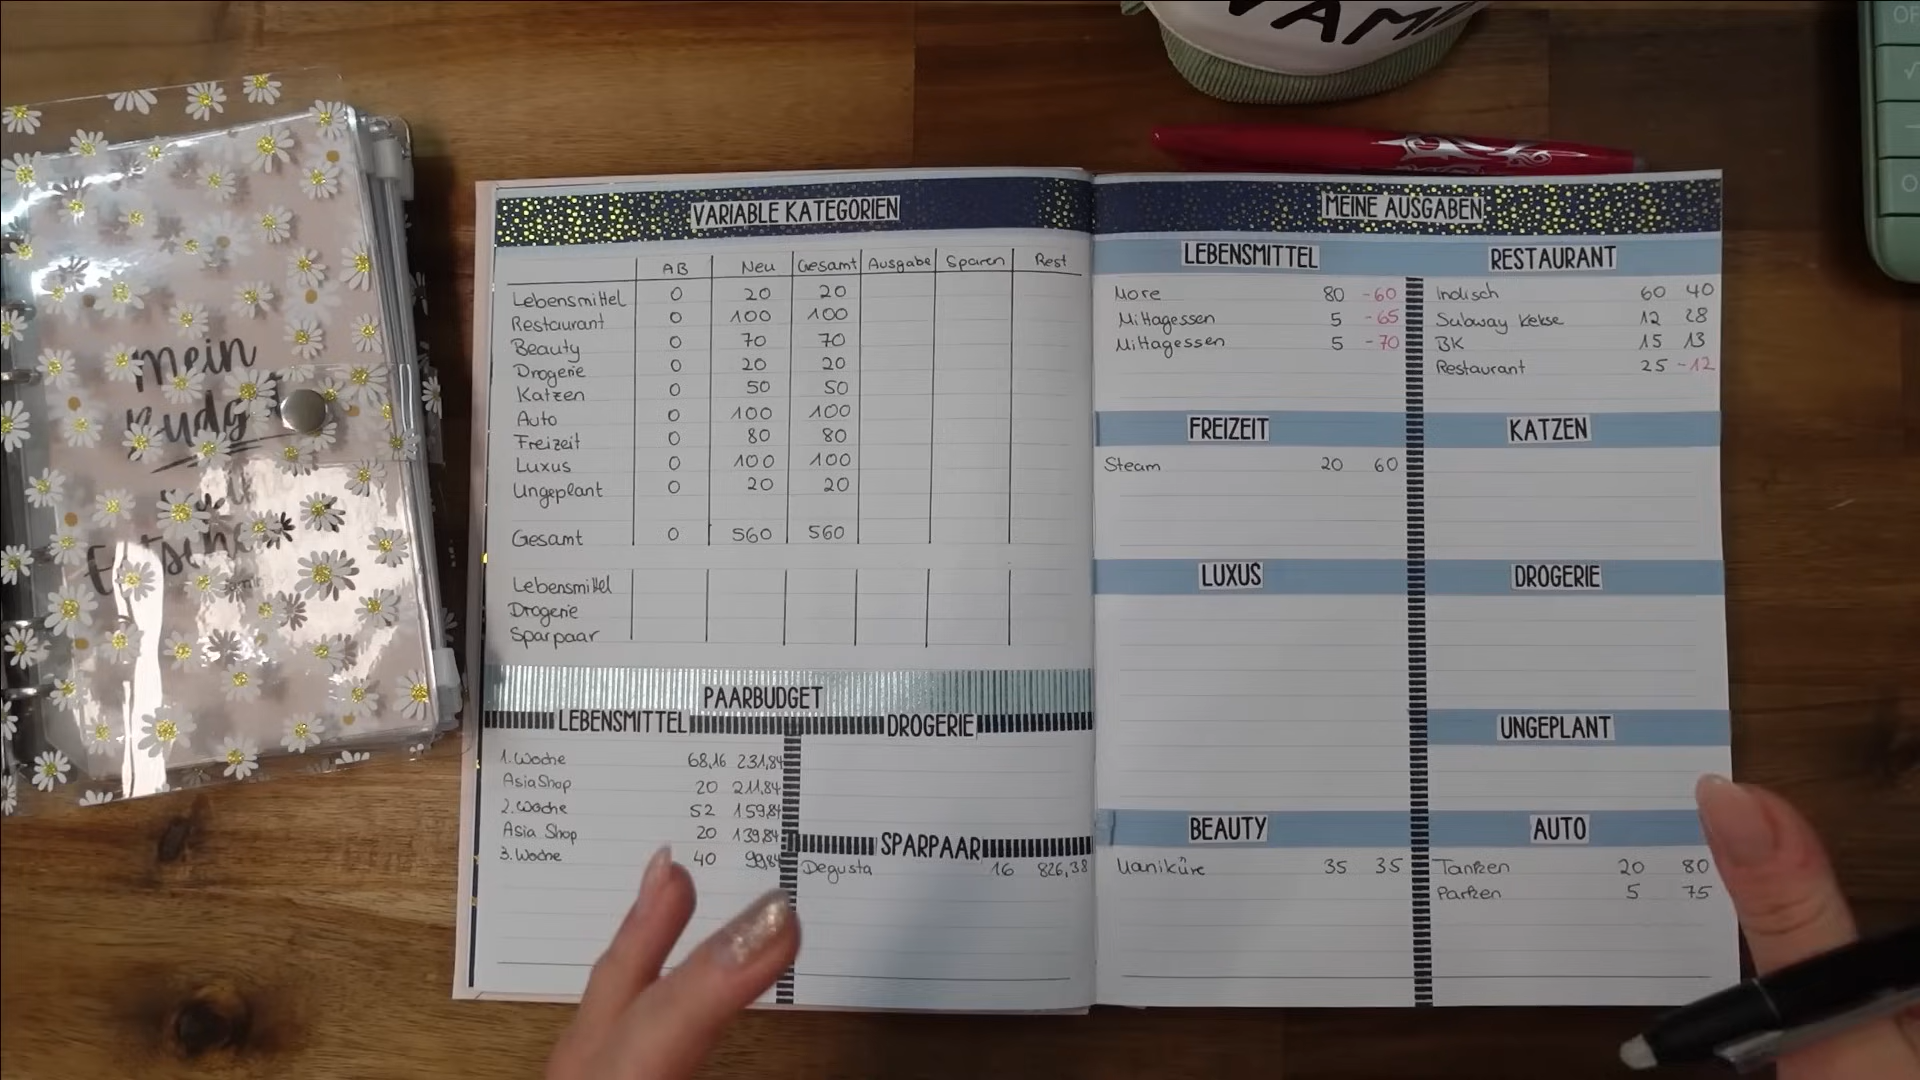 VAM
Mein
Budg
VARIABLE KATEGORIEN
AB Neu Gesamt Ausgabe Sparen Rest
Lebensmittel 0 20 20
Restaurant 0 100 100
Beauty 0 70 70
Drogerie 0 20 20
Katzen 0 50 50
Auto 0 100 100
Freizeit 0 80 80
Luxus 0 100 100
Ungeplant 0 20 20
Gesamt 0 560 560
Lebensmittel
Drogerie
Sparpaar
PAARBUDGET
LEBENSMITTEL
1. Woche 68,16 231,84
AsiaShop 20 211,84
2. Woche 52 159,84
Asia Shop 20 139,84
3. Woche 40 99,84
DROGERIE
SPARPAAR
Degusta 16 826,38
MEINE AUSGABEN
LEBENSMITTEL
More 80 -60
Mittagessen 5 -65
Mittagessen 5 -70
RESTAURANT
Indisch 60 40
Subway Kekse 12 28
BK 15 13
Restaurant 25 -12
FREIZEIT
Steam 20 60
KATZEN
LUXUS
DROGERIE
UNGEPLANT
BEAUTY
Maniküre 35 35
AUTO
Tanken 20 80
Parken 5 75